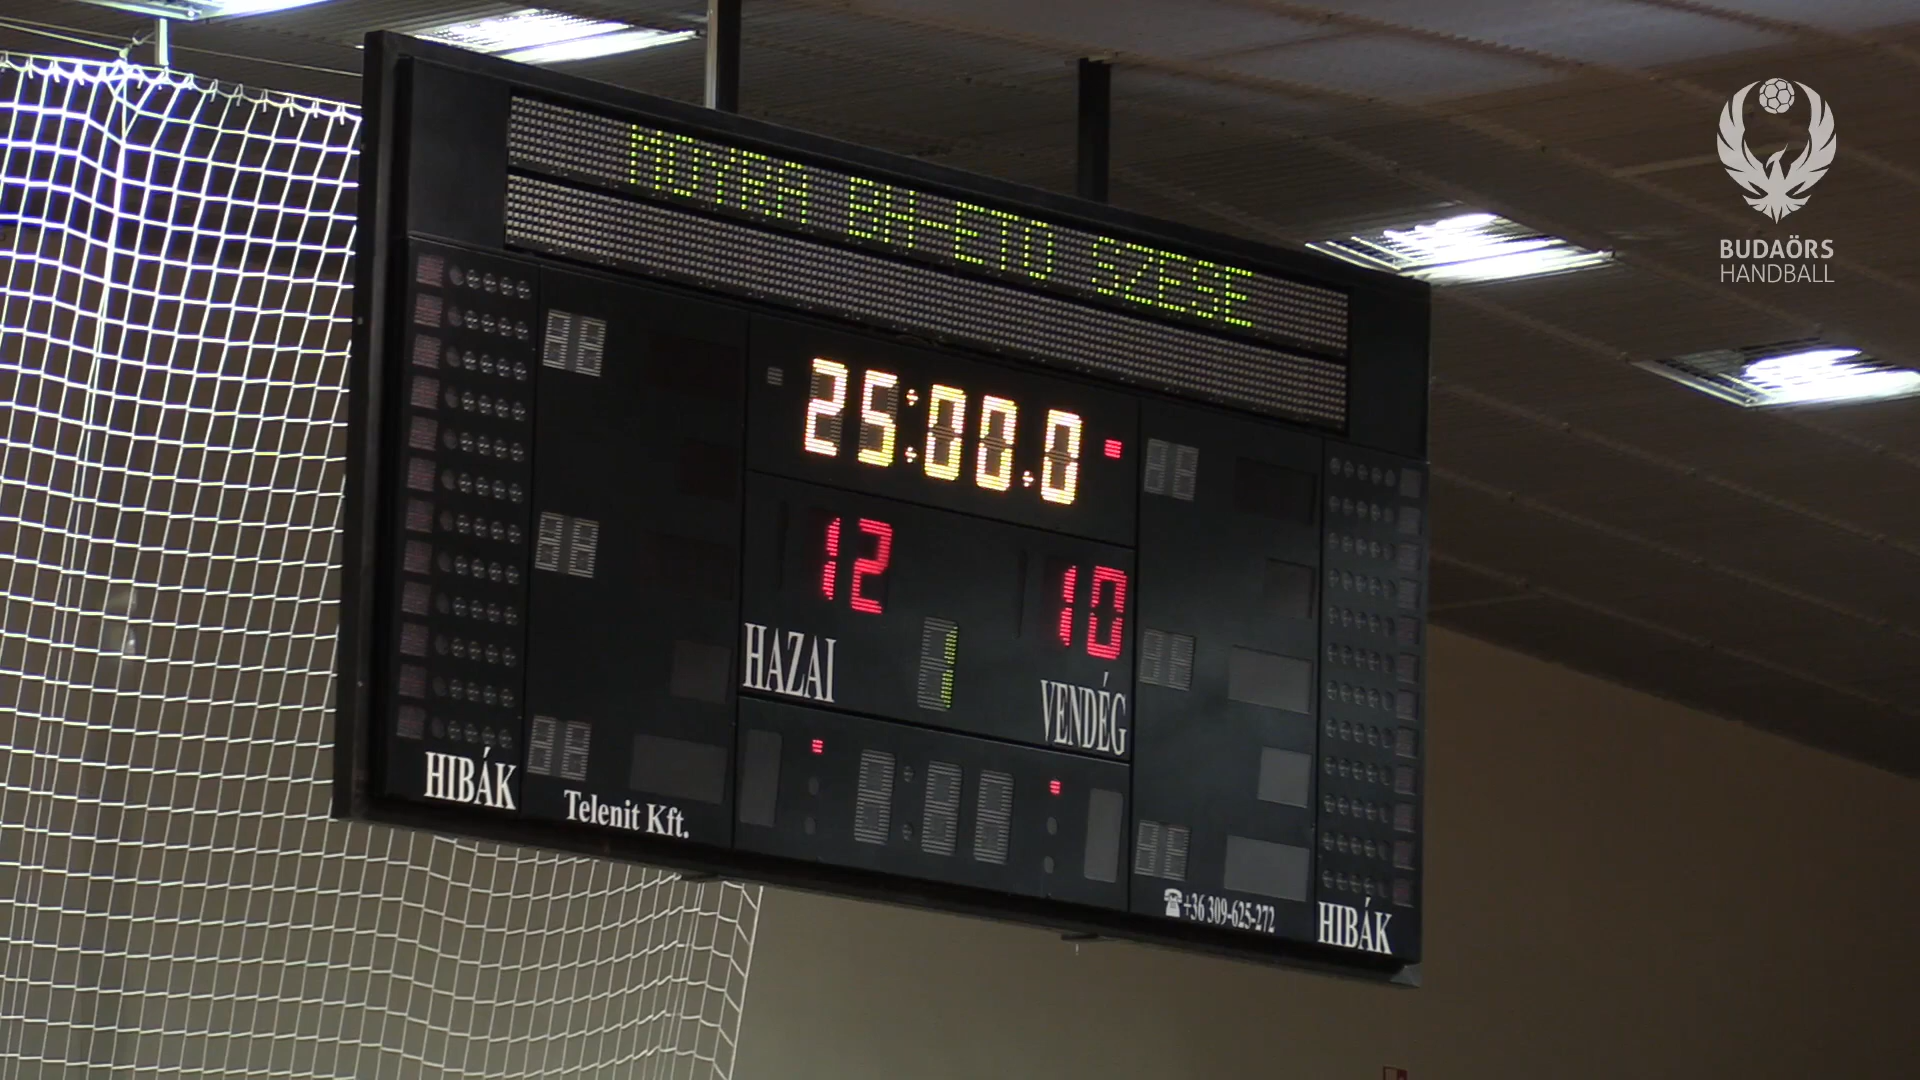 MOYRA BH-ETO SZESE
25:00.0
12
10
HAZAI
1
VENDÉG
HIBÁK
Telenit Kft.
+36 309-625-272
HIBÁK
BUDAÖRS
HANDBALL